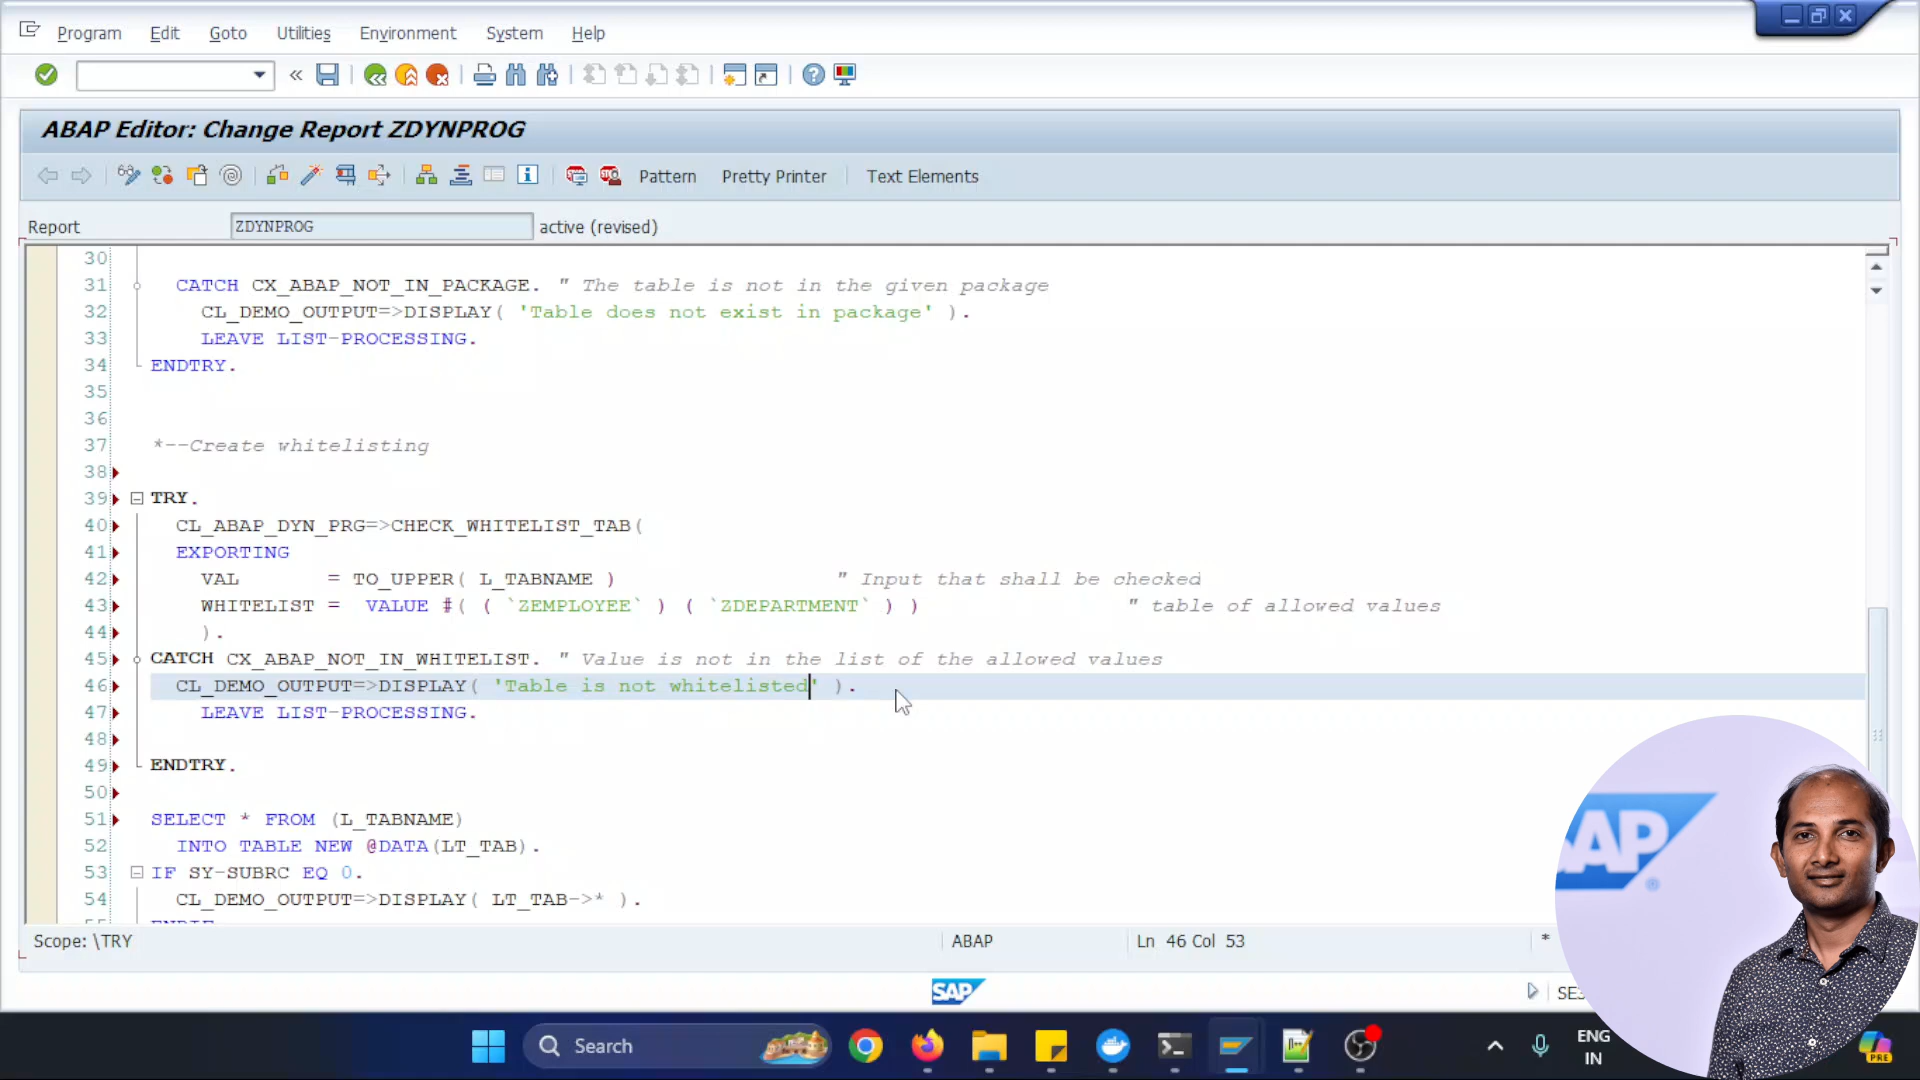 Program Edit Goto Utilities Environment System Help
«
ABAP Editor: Change Report ZDYNPROG
Pattern Pretty Printer Text Elements
Report ZDYNPROG active (revised)
30
31 CATCH CX_ABAP_NOT_IN_PACKAGE. " The table is not in the given package
32 CL_DEMO_OUTPUT=>DISPLAY( 'Table does not exist in package' ).
33 LEAVE LIST-PROCESSING.
34 ENDTRY.
35
36
37 *--Create whitelisting
38
39 TRY.
40 CL_ABAP_DYN_PRG=>CHECK_WHITELIST_TAB(
41 EXPORTING
42 VAL = TO_UPPER( L_TABNAME ) " Input that shall be checked
43 WHITELIST = VALUE #( ( `ZEMPLOYEE` ) ( `ZDEPARTMENT` ) ) " table of allowed values
44 ).
45 CATCH CX_ABAP_NOT_IN_WHITELIST. " Value is not in the list of the allowed values
46 CL_DEMO_OUTPUT=>DISPLAY( 'Table is not whitelisted' ).
47 LEAVE LIST-PROCESSING.
48
49 ENDTRY.
50
51 SELECT * FROM (L_TABNAME)
52 INTO TABLE NEW @DATA(LT_TAB).
53 IF SY-SUBRC EQ 0.
54 CL_DEMO_OUTPUT=>DISPLAY( LT_TAB->* ).
55 ENDIF
Scope: \TRY ABAP Ln 46 Col 53 *
SAP
Search
ENG
IN
PRE